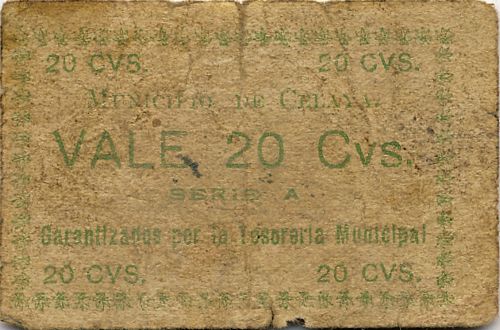 20 CVS. 20 CVS.
MUNICIPIO DE CELAYA.
VALE 20 CVS.
SERIE A
Garantizados por la Tesoreria Municipal
20 CVS. 20 CVS.